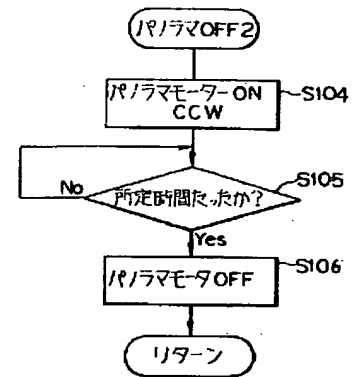 パノラマOFF2
パノラマモーターON
CCW
S104
所定時間たったか?
S105
No
Yes
パノラマモータOFF
S106
リターン